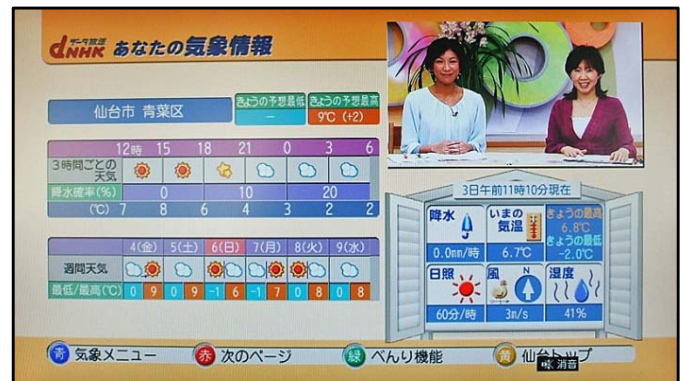 データ放送
dNHK あなたの気象情報
仙台市 青葉区
きょうの予想最低 きょうの予想最高
- 9℃ (+2)
12時 15 18 21 0 3 6
3時間ごとの
天気
降水確率(%) 0 10 20
(℃) 7 8 6 4 3 2 2
4(金) 5(土) 6(日) 7(月) 8(火) 9(水)
週間天気
最低/最高(℃) 0 9 0 9 -1 6 -1 7 0 8 0 8
3日午前11時10分現在
降水
0.0mm/時
いまの
気温
6.7℃
きょうの最高
6.8℃
きょうの最低
-2.0℃
日照
60分/時
風 N
3m/s
湿度
41%
青 気象メニュー 赤 次のページ 緑 べんり機能 黄 仙台トップ
消音